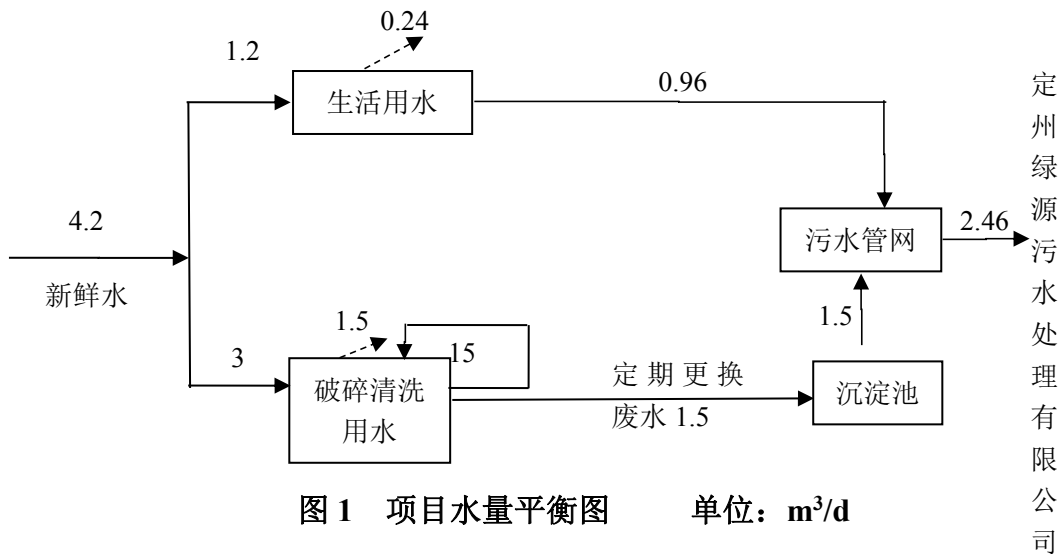 0.24
1.2
生活用水
0.96
4.2
新鲜水
污水管网
2.46
定州绿源污水处理有限公司
1.5
3
1.5
15
破碎清洗
用水
定期更换
废水 1.5
沉淀池
图 1 项目水量平衡图 单位：m³/d